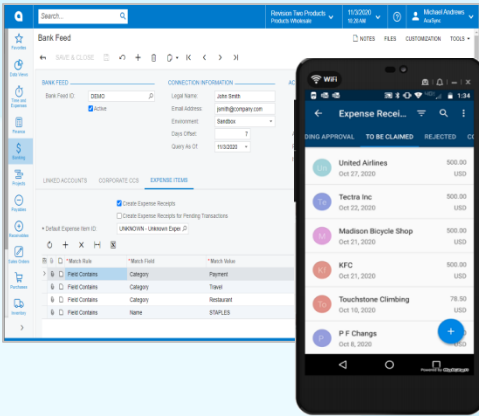 Search...
Revision Two Products
Products Wholesale
11/3/2020
10:26 AM
Michael Andrews
Bank Feed
NOTES FILES CUSTOMIZATION TOOLS
SAVE & CLOSE
Favorites
Data Views
Time and Expenses
Finance
Banking
Projects
Payables
Receivables
Sales Orders
Purchases
Inventory
BANK FEED
Bank Feed ID: DEMO
Active
CONNECTION INFORMATION
Legal Name: John Smith
Email Address: jsmith@company.com
Environment: Sandbox
Days Offset: 7
Query As Of: 11/3/2020
LINKED ACCOUNTS CORPORATE CCS EXPENSE ITEMS
Create Expense Receipts
Create Expense Receipts for Pending Transactions
* Default Expense Item ID: UNKNOWN - Unknown Expen
*Match Rule *Match Field *Match Value
Field Contains Category Payment
Field Contains Category Travel
Field Contains Category Restaurant
Field Contains Name STAPLES
WiFi
1:34
Expense Recei...
DING APPROVAL TO BE CLAIMED REJECTED CO
Un United Airlines 500.00
Oct 27, 2020 USD
Te Tectra Inc 500.00
Oct 22, 2020 USD
M Madison Bicycle Shop 500.00
Oct 21, 2020 USD
KF KFC 500.00
Oct 21, 2020 USD
To Touchstone Climbing 78.50
Oct 10, 2020 USD
P P F Changs
Oct 8, 2020 USD